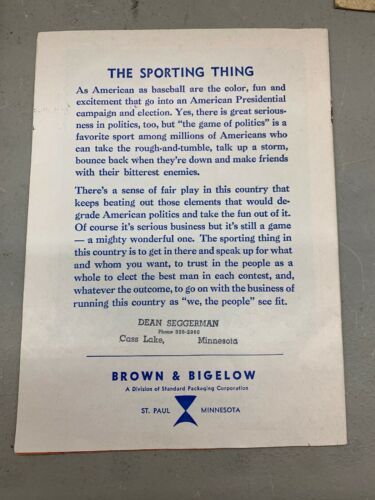 THE SPORTING THING
As American as baseball are the color, fun and
excitement that go into an American Presidential
campaign and election. Yes, there is great serious-
ness in politics, too, but "the game of politics" is a
favorite sport among millions of Americans who
can take the rough-and-tumble, talk up a storm,
bounce back when they're down and make friends
with their bitterest enemies.
There's a sense of fair play in this country that
keeps beating out those elements that would de-
grade American politics and take the fun out of it.
Of course it's serious business but it's still a game
— a mighty wonderful one. The sporting thing in
this country is to get in there and speak up for what
and whom you want, to trust in the people as a
whole to elect the best man in each contest, and,
whatever the outcome, to go on with the business of
running this country as "we, the people" see fit.
DEAN SEGGERMAN
Phone
Cass Lake, Minnesota
BROWN & BIGELOW
A Division of Standard Packaging Corporation
ST. PAUL MINNESOTA